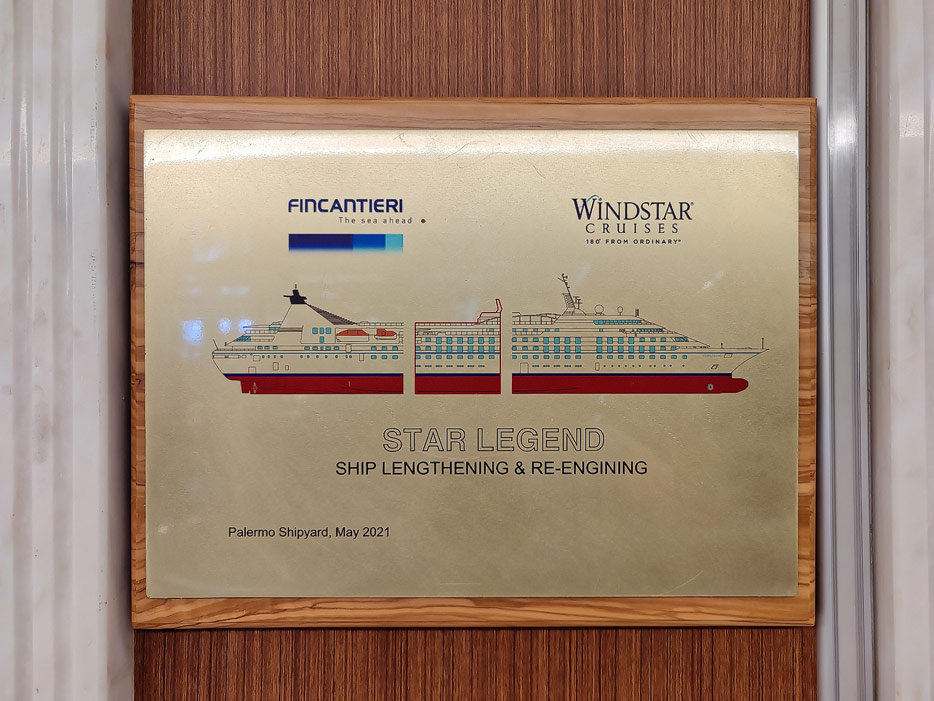 FINCANTIERI
The sea ahead
WINDSTAR®
CRUISES
180° FROM ORDINARY®
STAR LEGEND
SHIP LENGTHENING & RE-ENGINING
Palermo Shipyard, May 2021